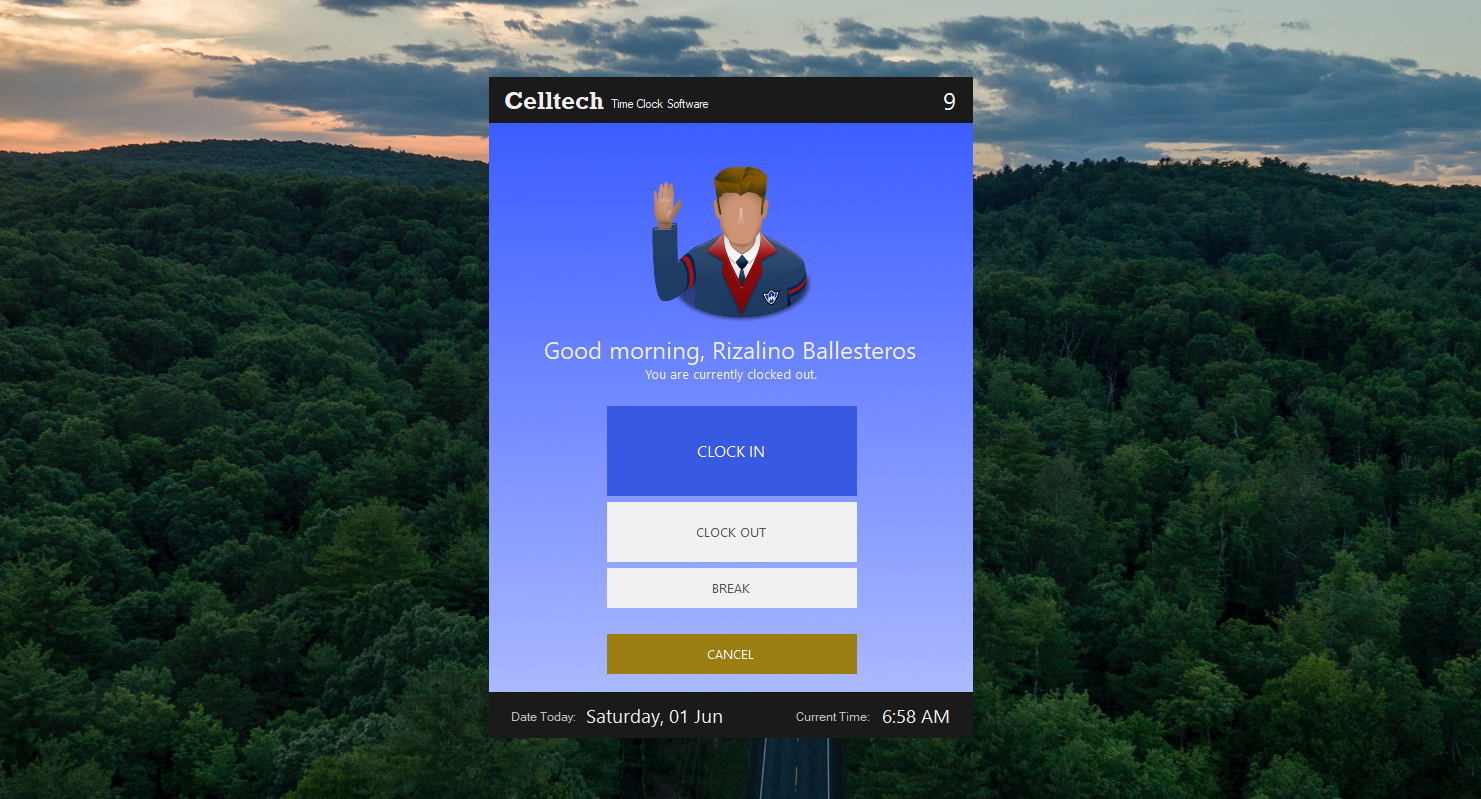 Celltech Time Clock Software 9
Good morning, Rizalino Ballesteros
You are currently clocked out.
CLOCK IN
CLOCK OUT
BREAK
CANCEL
Date Today: Saturday, 01 Jun Current Time: 6:58 AM